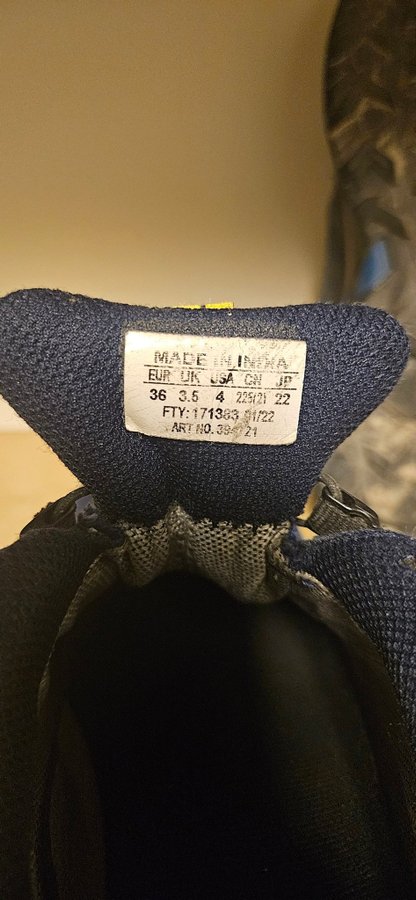 MADE IN INDIA
EUR UK USA CN JP
36 3.5 4 225(2) 22
FTY: 171383 01/22
ART NO.